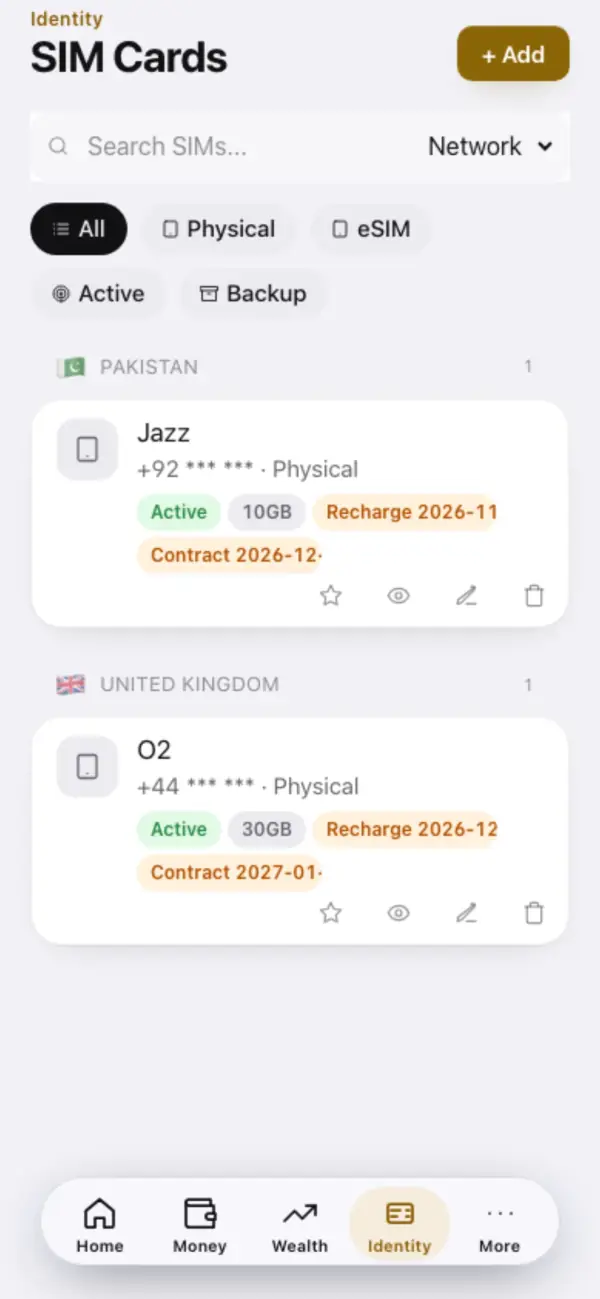 Identity
SIM Cards
+ Add
Search SIMs...
Network
All
Physical
eSIM
Active
Backup
PAKISTAN
1
Jazz
+92 *** *** · Physical
Active
10GB
Recharge 2026-11
Contract 2026-12-
UNITED KINGDOM
1
O2
+44 *** *** · Physical
Active
30GB
Recharge 2026-12
Contract 2027-01-
Home
Money
Wealth
Identity
More